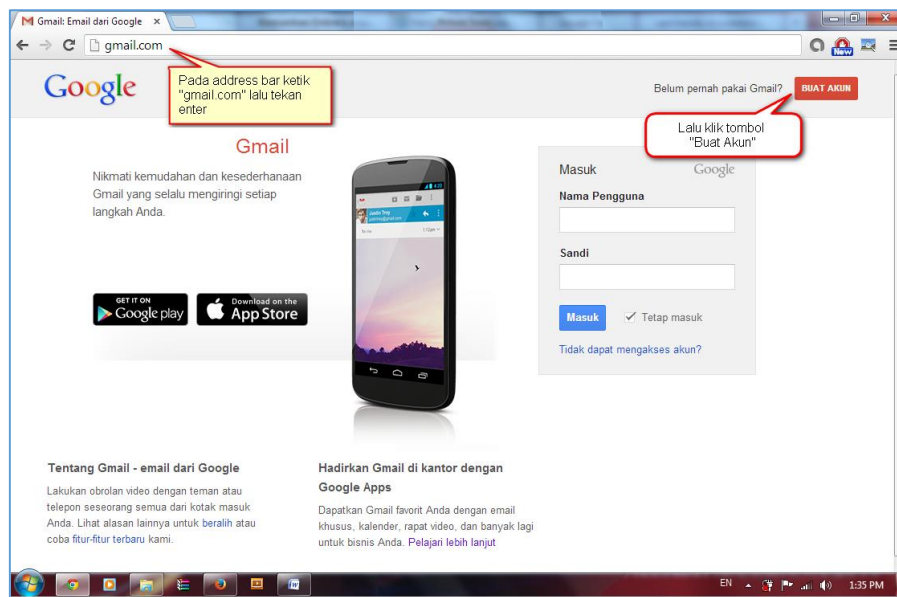 Gmail: Email dari Google
gmail.com
New
Google
Pada address bar ketik
"gmail.com" lalu tekan
enter
Belum pernah pakai Gmail?
BUAT AKUN
Lalu klik tombol
"Buat Akun"
Gmail
Nikmati kemudahan dan kesederhanaan
Gmail yang selalu mengiringi setiap
langkah Anda.
GET IT ON
Google play
Download on the
App Store
Masuk
Google
Nama Pengguna
Sandi
Masuk
Tetap masuk
Tidak dapat mengakses akun?
Tentang Gmail - email dari Google
Lakukan obrolan video dengan teman atau
telepon seseorang semua dari kotak masuk
Anda. Lihat alasan lainnya untuk beralih atau
coba fitur-fitur terbaru kami.
Hadirkan Gmail di kantor dengan
Google Apps
Dapatkan Gmail favorit Anda dengan email
khusus, kalender, rapat video, dan banyak lagi
untuk bisnis Anda. Pelajari lebih lanjut
EN
1:35 PM